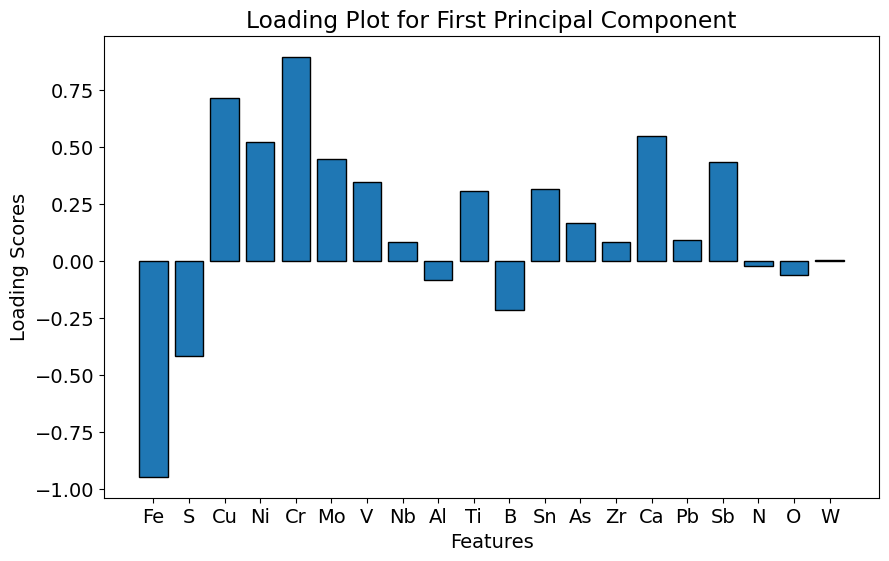 Loading Plot for First Principal Component
Loading Scores
0.75
0.50
0.25
0.00
−0.25
−0.50
−0.75
−1.00
Fe S Cu Ni Cr Mo V Nb Al Ti B Sn As Zr Ca Pb Sb N O W
Features